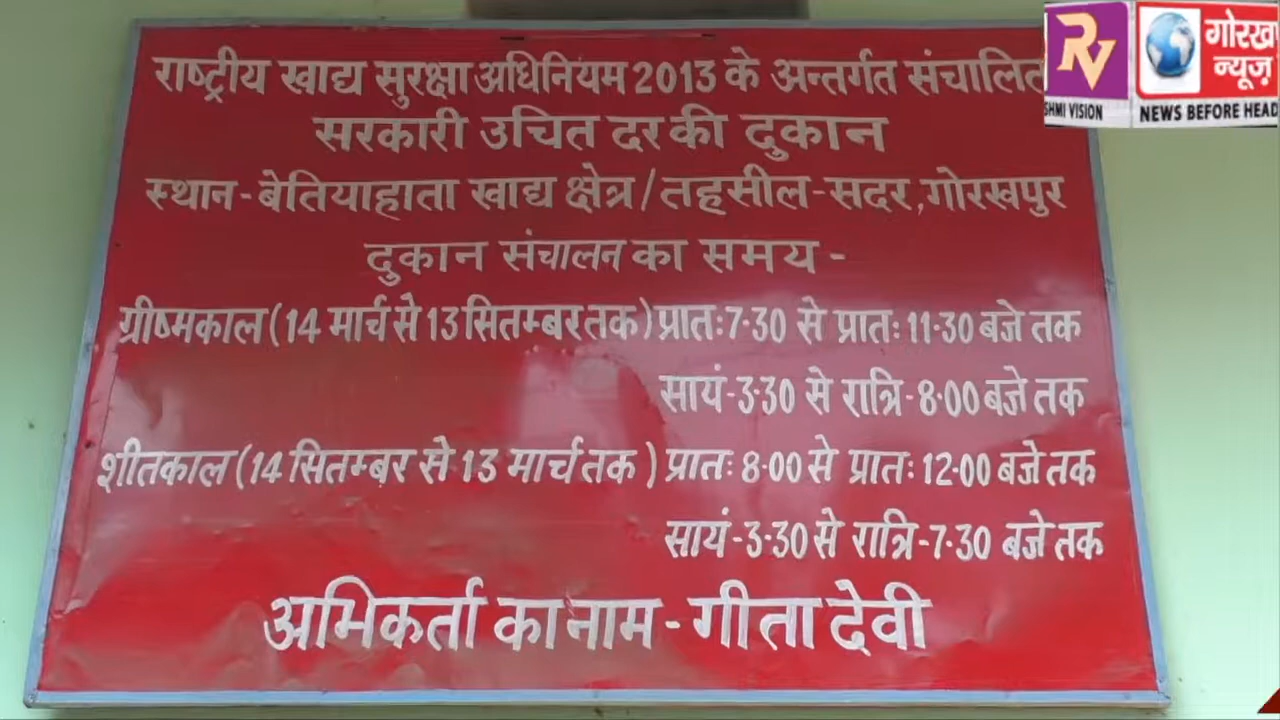 राष्ट्रीय खाद्य सुरक्षा अधिनियम 2013 के अन्तर्गत संचालित
सरकारी उचित दर की दुकान
स्थान-बेतियाहाता खाद्य क्षेत्र/तहसील-सदर,गोरखपुर
दुकान संचालन का समय-
ग्रीष्मकाल(14 मार्च से 13 सितम्बर तक) प्रातः7·30 से प्रातः 11·30 बजे तक
सायं-3·30 से रात्रि-8·00 बजे तक
शीतकाल(14 सितम्बर से 13 मार्च तक) प्रातः 8·00 से प्रातः 12·00 बजे तक
सायं-3·30 से रात्रि-7·30 बजे तक
अभिकर्ता का नाम-गीता देवी
RV
SHMI VISION
गोरख
न्यूज़
NEWS BEFORE HEAD